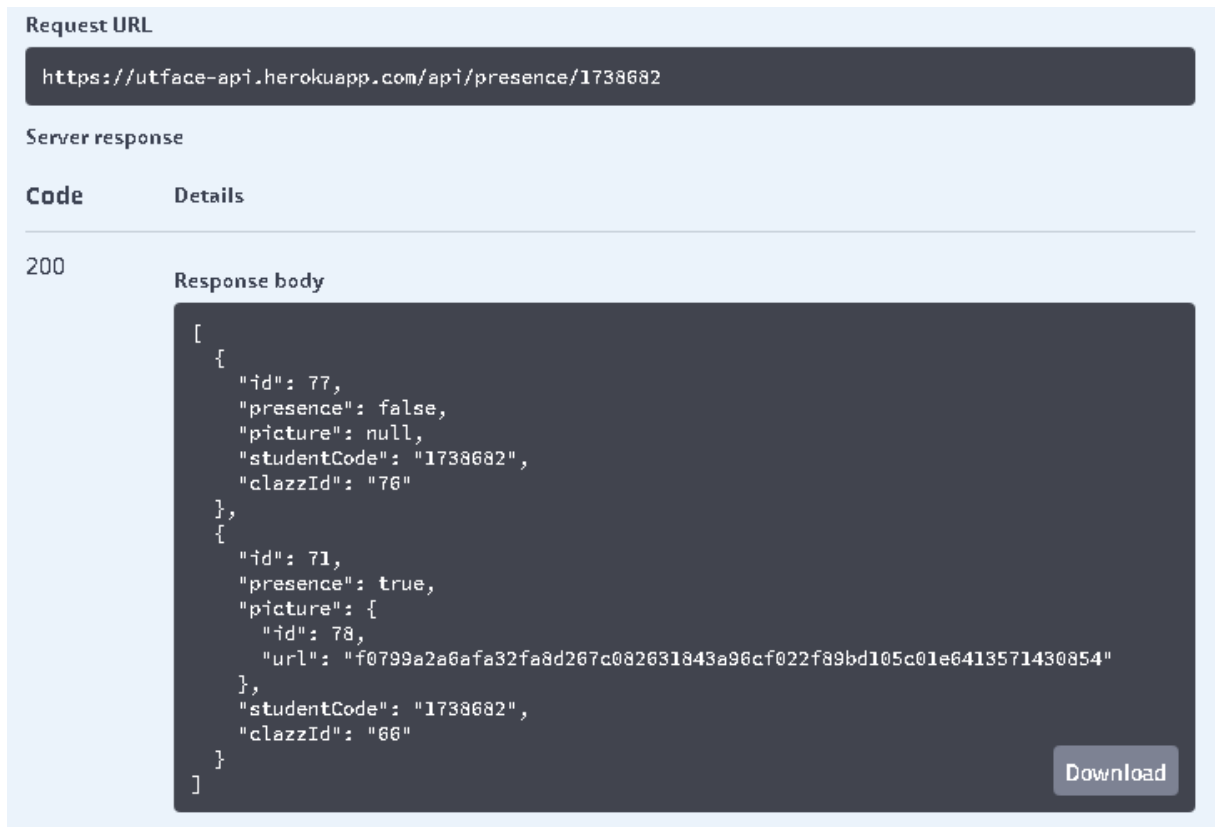 Request URL
https://utface-api.herokuapp.com/api/presence/1738682
Server response
Code Details
200
Response body
[
  {
    "id": 77,
    "presence": false,
    "picture": null,
    "studentCode": "1738682",
    "clazzId": "76"
  },
  {
    "id": 71,
    "presence": true,
    "picture": {
      "id": 78,
      "url": "f0799a2a6afa32fa8d267c082631843a96cf022f89bd105c01e6413571430854"
    },
    "studentCode": "1738682",
    "clazzId": "66"
  }
]
Download